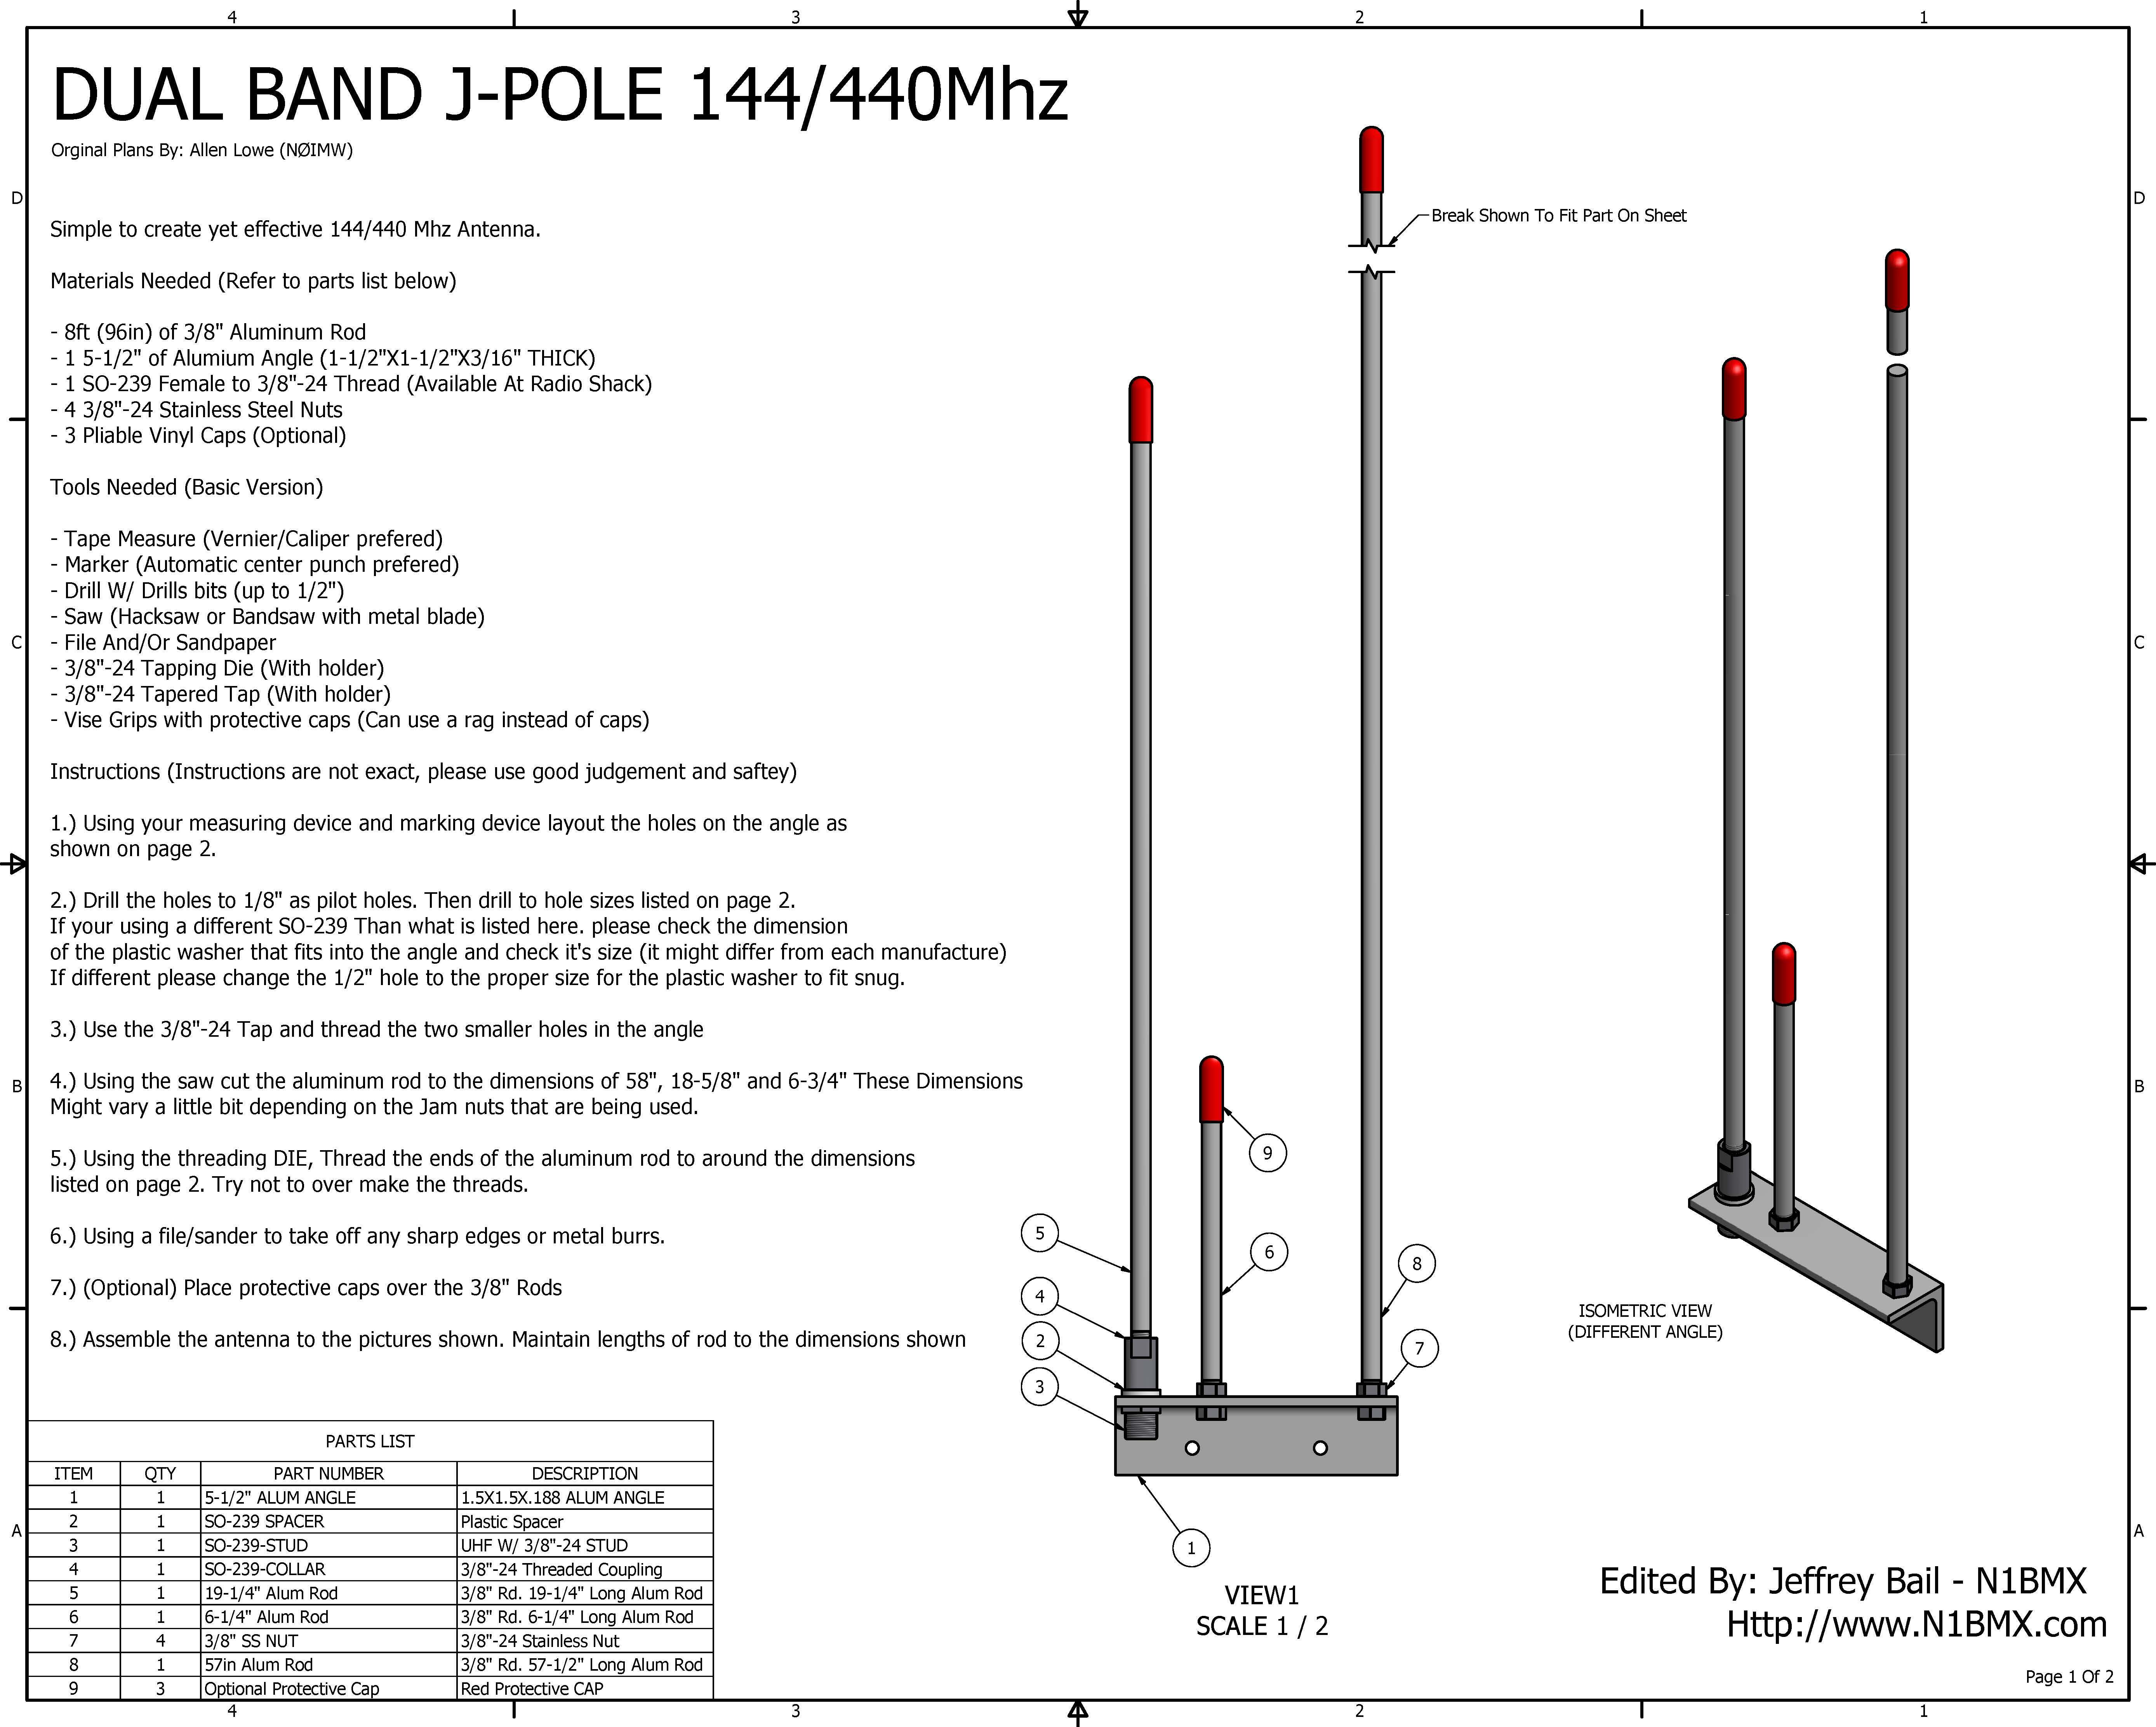 4 3 2 1
DUAL BAND J-POLE 144/440Mhz
Orginal Plans By: Allen Lowe (NØIMW)
D D
Simple to create yet effective 144/440 Mhz Antenna.
Materials Needed (Refer to parts list below)
- 8ft (96in) of 3/8" Aluminum Rod
- 1 5-1/2" of Alumium Angle (1-1/2"X1-1/2"X3/16" THICK)
- 1 SO-239 Female to 3/8"-24 Thread (Available At Radio Shack)
- 4 3/8"-24 Stainless Steel Nuts
- 3 Pliable Vinyl Caps (Optional)
Tools Needed (Basic Version)
- Tape Measure (Vernier/Caliper prefered)
- Marker (Automatic center punch prefered)
- Drill W/ Drills bits (up to 1/2")
- Saw (Hacksaw or Bandsaw with metal blade)
- File And/Or Sandpaper
- 3/8"-24 Tapping Die (With holder)
- 3/8"-24 Tapered Tap (With holder)
- Vise Grips with protective caps (Can use a rag instead of caps)
C C
Instructions (Instructions are not exact, please use good judgement and saftey)
1.) Using your measuring device and marking device layout the holes on the angle as
shown on page 2.
2.) Drill the holes to 1/8" as pilot holes. Then drill to hole sizes listed on page 2.
If your using a different SO-239 Than what is listed here. please check the dimension
of the plastic washer that fits into the angle and check it's size (it might differ from each manufacture)
If different please change the 1/2" hole to the proper size for the plastic washer to fit snug.
3.) Use the 3/8"-24 Tap and thread the two smaller holes in the angle
4.) Using the saw cut the aluminum rod to the dimensions of 58", 18-5/8" and 6-3/4" These Dimensions
Might vary a little bit depending on the Jam nuts that are being used.
B B
5.) Using the threading DIE, Thread the ends of the aluminum rod to around the dimensions
listed on page 2. Try not to over make the threads.
6.) Using a file/sander to take off any sharp edges or metal burrs.
7.) (Optional) Place protective caps over the 3/8" Rods
8.) Assemble the antenna to the pictures shown. Maintain lengths of rod to the dimensions shown
Break Shown To Fit Part On Sheet
9
5
6
8
4
2
7
3
1
ISOMETRIC VIEW
(DIFFERENT ANGLE)
VIEW1
SCALE 1 / 2
PARTS LIST
ITEM QTY PART NUMBER DESCRIPTION
1 1 5-1/2" ALUM ANGLE 1.5X1.5X.188 ALUM ANGLE
2 1 SO-239 SPACER Plastic Spacer
3 1 SO-239-STUD UHF W/ 3/8"-24 STUD
4 1 SO-239-COLLAR 3/8"-24 Threaded Coupling
5 1 19-1/4" Alum Rod 3/8" Rd. 19-1/4" Long Alum Rod
6 1 6-1/4" Alum Rod 3/8" Rd. 6-1/4" Long Alum Rod
7 4 3/8" SS NUT 3/8"-24 Stainless Nut
8 1 57in Alum Rod 3/8" Rd. 57-1/2" Long Alum Rod
9 3 Optional Protective Cap Red Protective CAP
A A
Edited By: Jeffrey Bail - N1BMX
Http://www.N1BMX.com
Page 1 Of 2
4 3 2 1